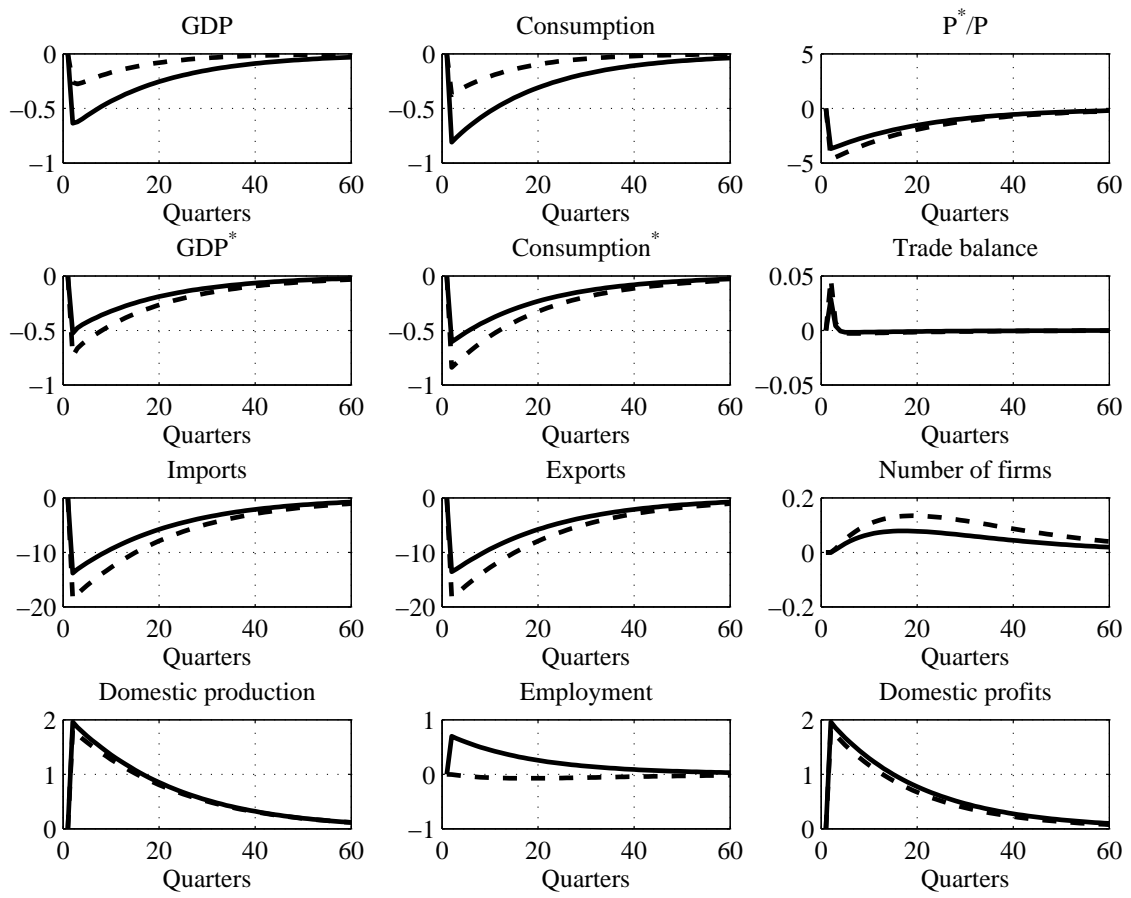 GDP
0
−0.5
−1
0 20 40 60
Quarters
Consumption
0
−0.5
−1
0 20 40 60
Quarters
P*/P
5
0
−5
0 20 40 60
Quarters
GDP*
0
−0.5
−1
0 20 40 60
Quarters
Consumption*
0
−0.5
−1
0 20 40 60
Quarters
Trade balance
0.05
0
−0.05
0 20 40 60
Quarters
Imports
0
−10
−20
0 20 40 60
Quarters
Exports
0
−10
−20
0 20 40 60
Quarters
Number of firms
0.2
0
−0.2
0 20 40 60
Quarters
Domestic production
2
1
0
0 20 40 60
Quarters
Employment
1
0
−1
0 20 40 60
Quarters
Domestic profits
2
1
0
0 20 40 60
Quarters